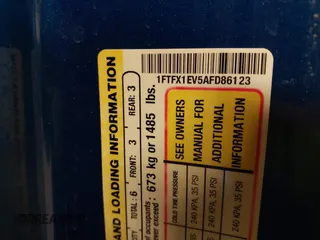 1FTFX1EV5AFD86123
AND LOADING INFORMATION
FRONT: 3 REAR: 3
TOTAL: 6
occupants: 673 kg or 1485 lbs.
SEE OWNERS
MANUAL FOR
ADDITIONAL
INFORMATION
COLD TIRE PRESSURE
240 KPA, 35 PSI
240 KPA, 35 PSI
240 KPA, 35 PSI